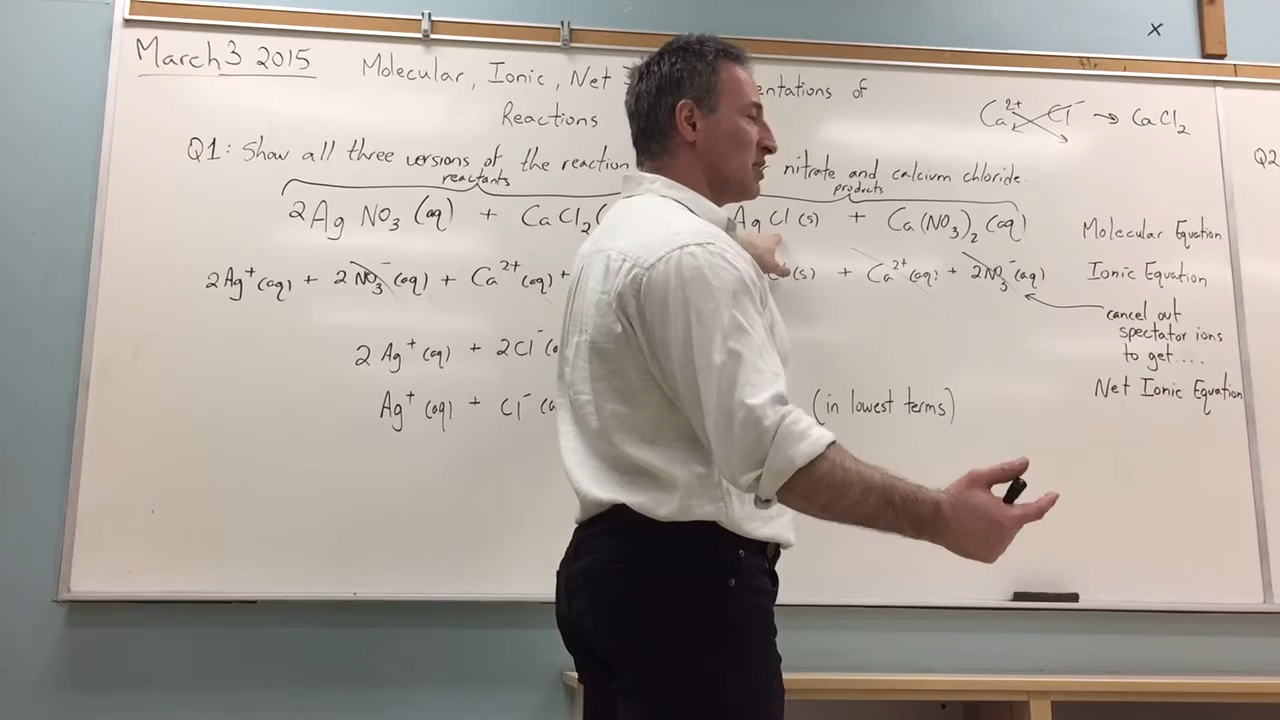 March 3 2015
Molecular, Ionic, Net entations of
Reactions
Ca²⁺ Cl⁻ → CaCl₂
x
Q1: Show all three versions of the reaction nitrate and calcium chloride.
Q2
reactants products
2AgNO₃(aq) + CaCl₂( AgCl(s) + Ca(NO₃)₂(aq) Molecular Equation
2Ag⁺(aq) + 2NO₃⁻(aq) + Ca²⁺(aq) + (s) + Ca²⁺(aq) + 2NO₃⁻(aq) Ionic Equation
cancel out
spectator ions
to get....
2Ag⁺(aq) + 2Cl⁻(a
Net Ionic Equation
Ag⁺(aq) + Cl⁻(a (in lowest terms)